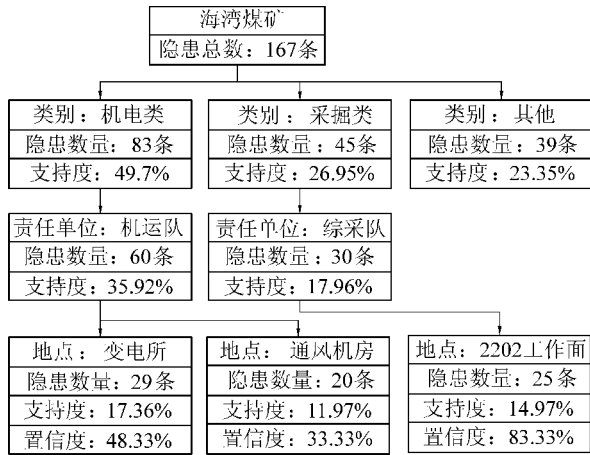 海湾煤矿
隐患总数：167条
类别：机电类
隐患数量：83条
支持度：49.7%
类别：采掘类
隐患数量：45条
支持度：26.95%
类别：其他
隐患数量：39条
支持度：23.35%
责任单位：机运队
隐患数量：60条
支持度：35.92%
责任单位：综采队
隐患数量：30条
支持度：17.96%
地点：变电所
隐患数量：29条
支持度：17.36%
置信度：48.33%
地点：通风机房
隐患数量：20条
支持度：11.97%
置信度：33.33%
地点：2202工作面
隐患数量：25条
支持度：14.97%
置信度：83.33%